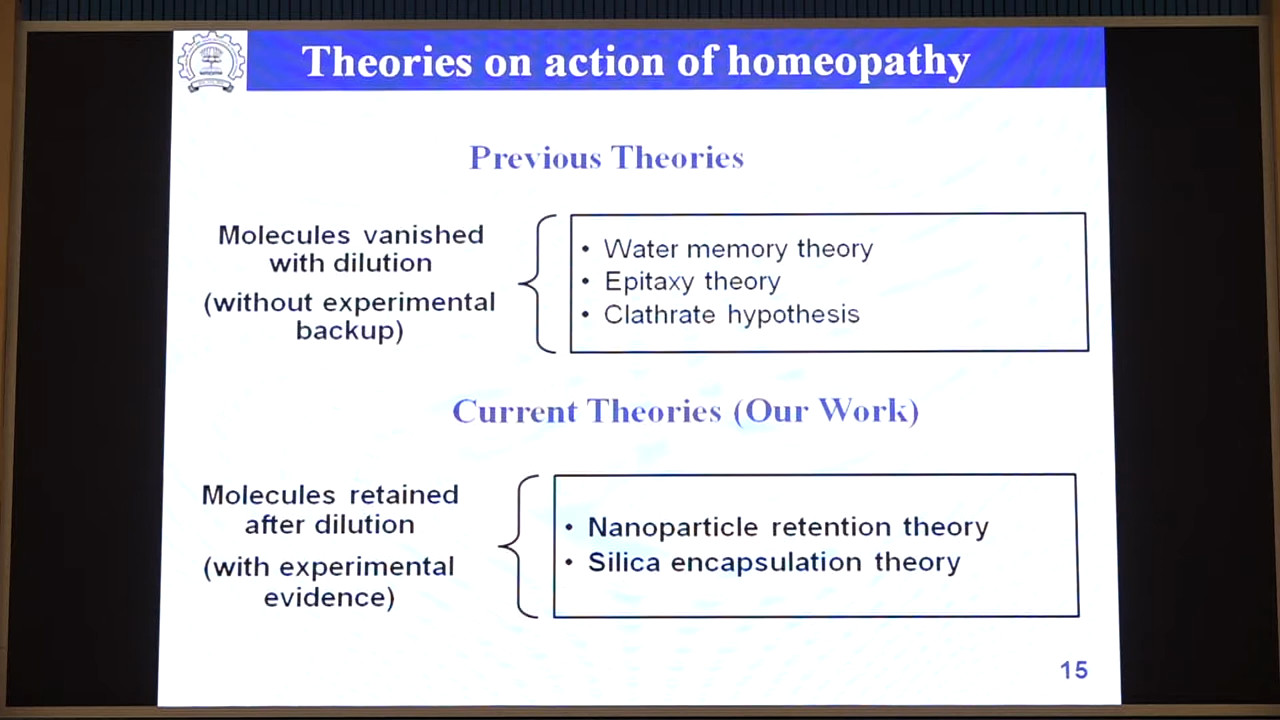 Theories on action of homeopathy
Previous Theories
Molecules vanished
with dilution
(without experimental
backup)
• Water memory theory
• Epitaxy theory
• Clathrate hypothesis
Current Theories (Our Work)
Molecules retained
after dilution
(with experimental
evidence)
• Nanoparticle retention theory
• Silica encapsulation theory
15